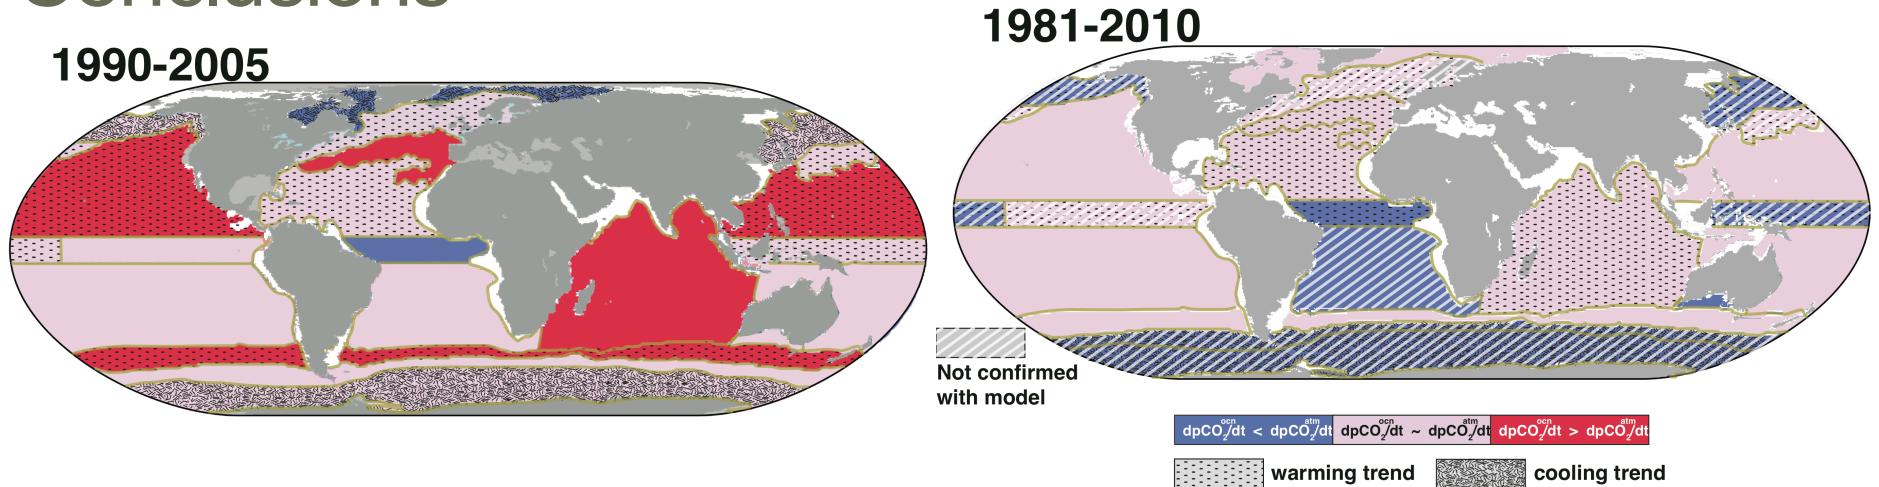 Conclusions
1990-2005
1981-2010
Not confirmed
with model
dpCO₂ocn/dt < dpCO₂atm/dt
dpCO₂ocn/dt ~ dpCO₂atm/dt
dpCO₂ocn/dt > dpCO₂atm/dt
warming trend
cooling trend